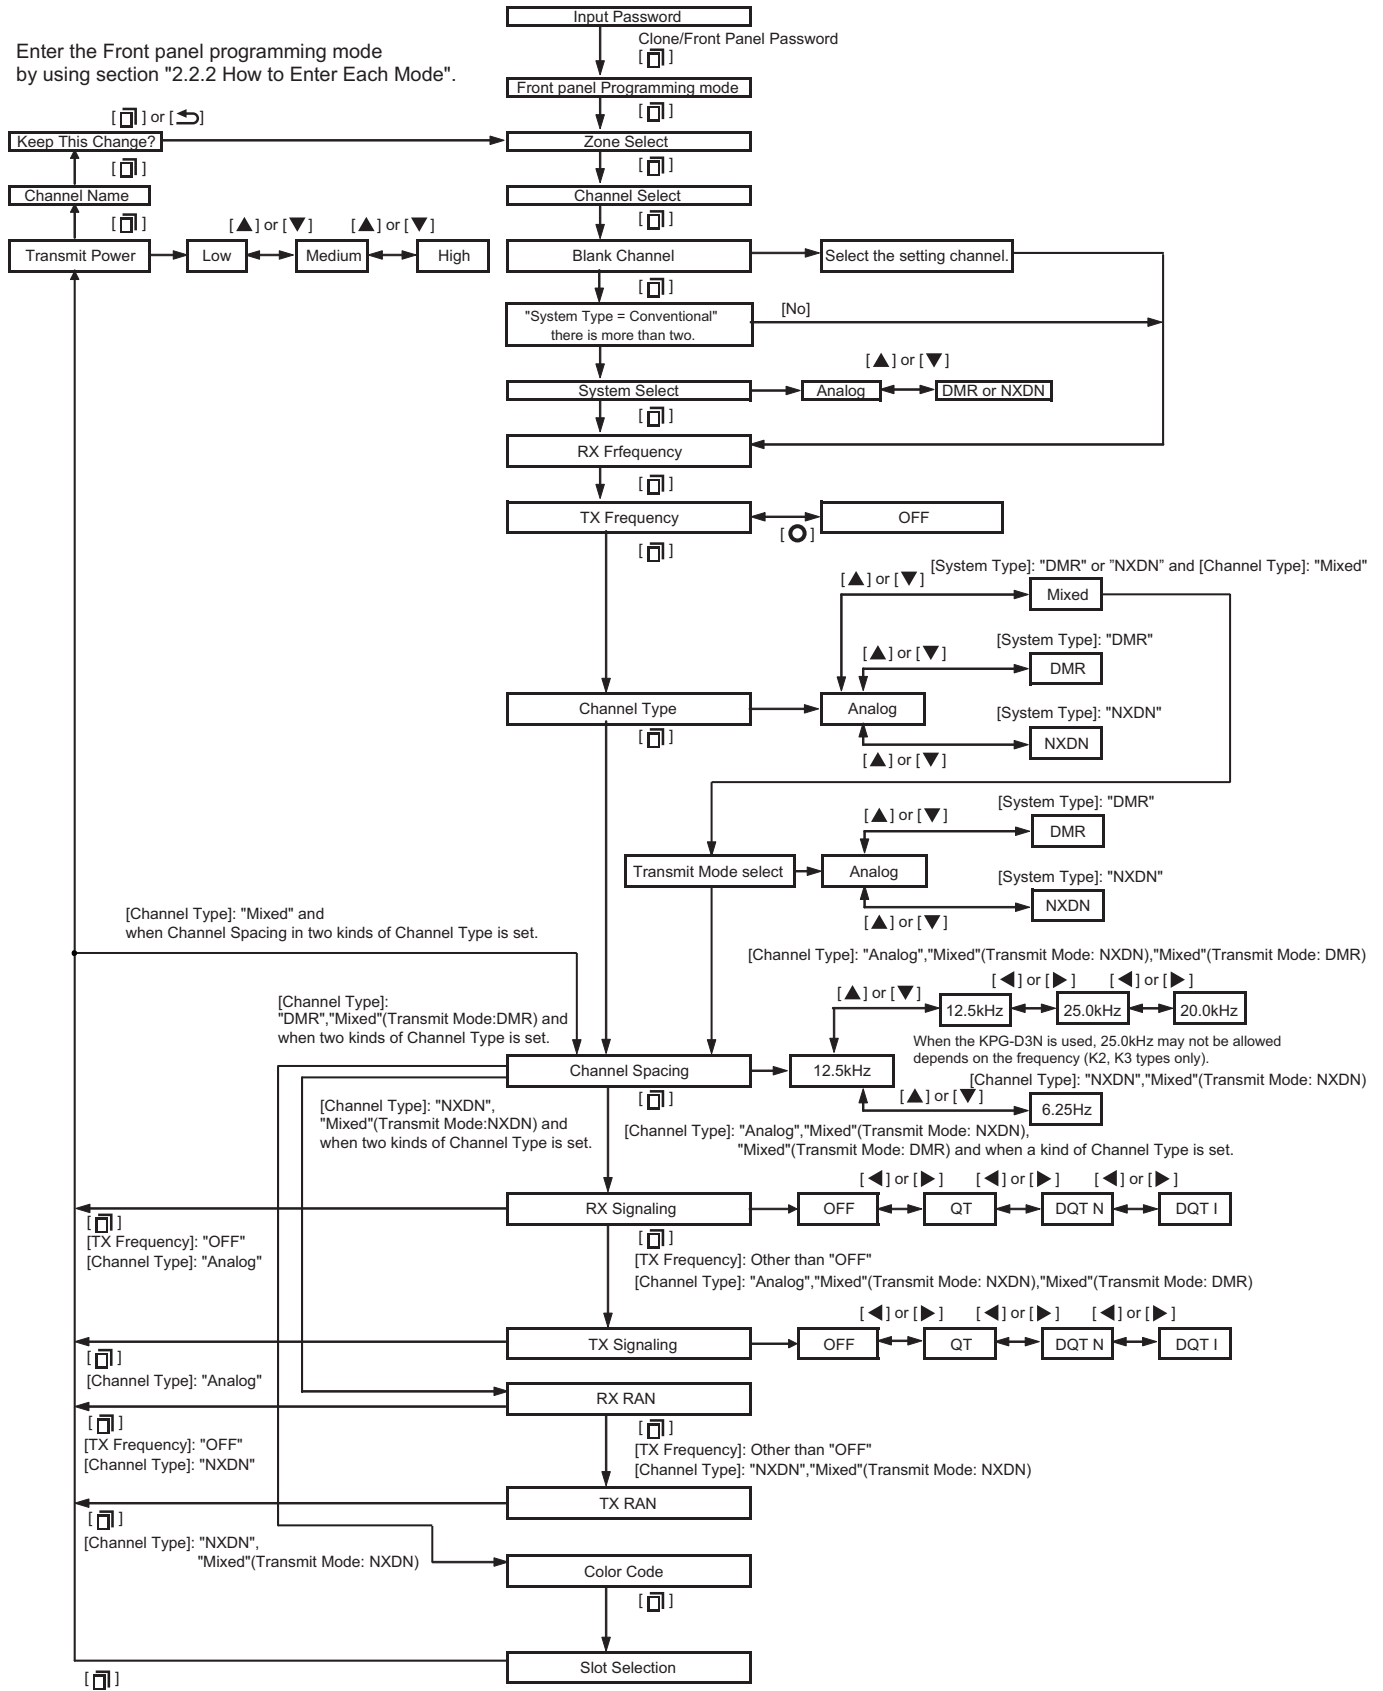 Input Password
Clone/Front Panel Password
Enter the Front panel programming mode
by using section "2.2.2 How to Enter Each Mode".
[ ]
Front panel Programming mode
[ ] or [ ]
[ ]
Keep This Change?
Zone Select
[ ]
[ ]
Channel Name
Channel Select
[ ]
[▲] or [▼]
[▲] or [▼]
[ ]
Transmit Power
Low
Medium
High
Blank Channel
Select the setting channel.
[ ]
"System Type = Conventional"
there is more than two.
[No]
[▲] or [▼]
System Select
Analog
DMR or NXDN
[ ]
RX Frfequency
[ ]
TX Frequency
OFF
[ ]
[ O ]
[System Type]: "DMR" or ”NXDN” and [Channel Type]: "Mixed"
[▲] or [▼]
Mixed
[System Type]: "DMR"
[▲] or [▼]
DMR
Channel Type
Analog
[System Type]: "NXDN"
[ ]
NXDN
[▲] or [▼]
[System Type]: "DMR"
[▲] or [▼]
DMR
Transmit Mode select
Analog
[System Type]: "NXDN"
NXDN
[▲] or [▼]
[Channel Type]: "Mixed" and
when Channel Spacing in two kinds of Channel Type is set.
[Channel Type]: "Analog","Mixed"(Transmit Mode: NXDN),"Mixed"(Transmit Mode: DMR)
[◀] or [▶]
[◀] or [▶]
[▲] or [▼]
12.5kHz
25.0kHz
20.0kHz
[Channel Type]:
"DMR","Mixed"(Transmit Mode:DMR) and
when two kinds of Channel Type is set.
When the KPG-D3N is used, 25.0kHz may not be allowed
depends on the frequency (K2, K3 types only).
Channel Spacing
12.5kHz
[Channel Type]: "NXDN","Mixed"(Transmit Mode: NXDN)
[ ]
[▲] or [▼]
6.25Hz
[Channel Type]: "NXDN",
"Mixed"(Transmit Mode:NXDN) and
when two kinds of Channel Type is set.
[Channel Type]: "Analog","Mixed"(Transmit Mode: NXDN),
"Mixed"(Transmit Mode: DMR) and when a kind of Channel Type is set.
[◀] or [▶]
[◀] or [▶]
[◀] or [▶]
RX Signaling
OFF
QT
DQT N
DQT I
[ ]
[TX Frequency]: "OFF"
[Channel Type]: "Analog"
[ ]
[TX Frequency]: Other than "OFF"
[Channel Type]: "Analog","Mixed"(Transmit Mode: NXDN),"Mixed"(Transmit Mode: DMR)
[◀] or [▶]
[◀] or [▶]
[◀] or [▶]
TX Signaling
OFF
QT
DQT N
DQT I
[ ]
[Channel Type]: "Analog"
RX RAN
[ ]
[TX Frequency]: "OFF"
[Channel Type]: "NXDN"
[ ]
[TX Frequency]: Other than "OFF"
[Channel Type]: "NXDN","Mixed"(Transmit Mode: NXDN)
TX RAN
[ ]
[Channel Type]: "NXDN",
"Mixed"(Transmit Mode: NXDN)
Color Code
[ ]
Slot Selection
[ ]